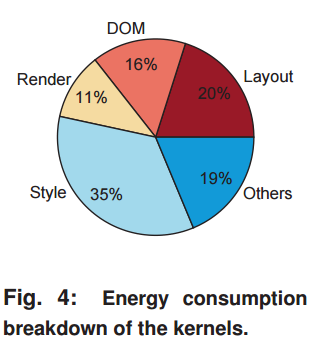 DOM
16%
Layout
20%
Render
11%
Style
35%
19%
Others
Fig. 4: Energy consumption
breakdown of the kernels.